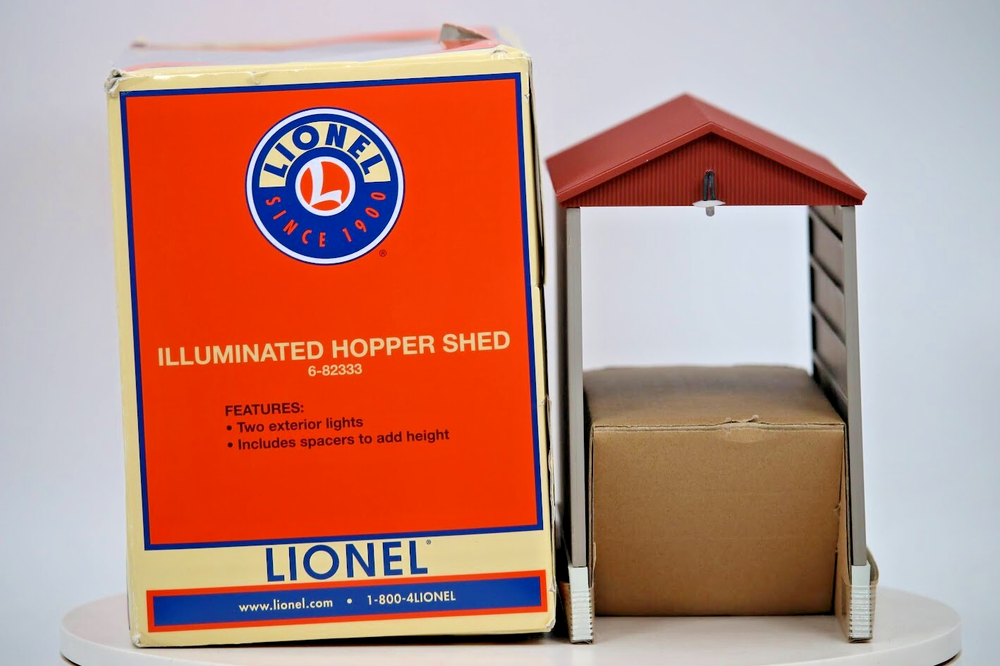 LIONEL
L
SINCE 1900
®
ILLUMINATED HOPPER SHED
6-82333
FEATURES:
• Two exterior lights
• Includes spacers to add height
LIONEL®
www.lionel.com • 1-800-4LIONEL